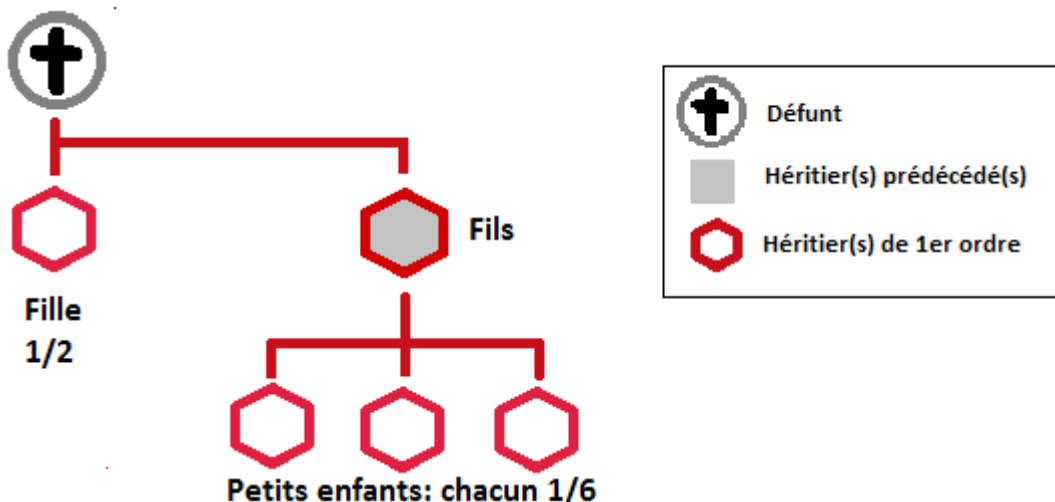 Défunt
Héritier(s) prédécédé(s)
Héritier(s) de 1er ordre
Fils
Fille
1/2
Petits enfants: chacun 1/6